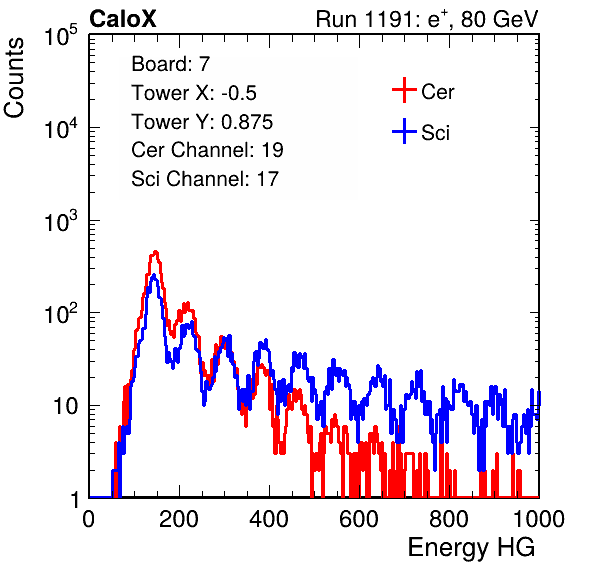 CaloX
Run 1191: e⁺, 80 GeV
Counts
10⁵
10⁴
10³
10²
10
1
Board: 7
Tower X: -0.5
Tower Y: 0.875
Cer Channel: 19
Sci Channel: 17
Cer
Sci
0 200 400 600 800 1000
Energy HG